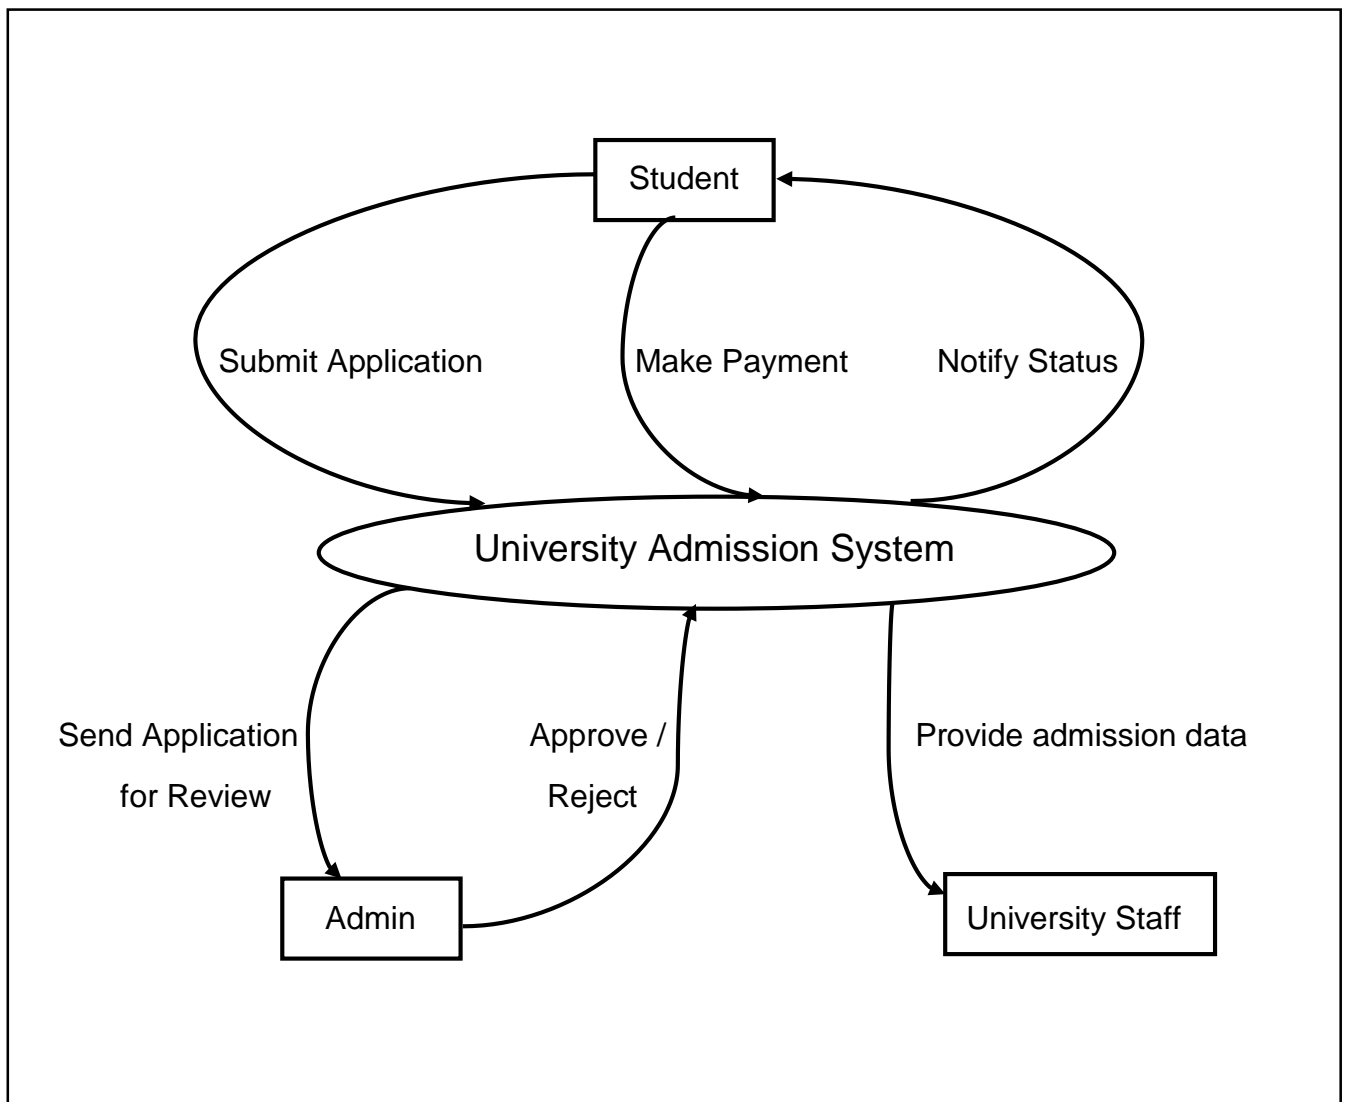 Student
Submit Application
Make Payment
Notify Status
University Admission System
Send Application
for Review
Approve /
Reject
Provide admission data
Admin
University Staff